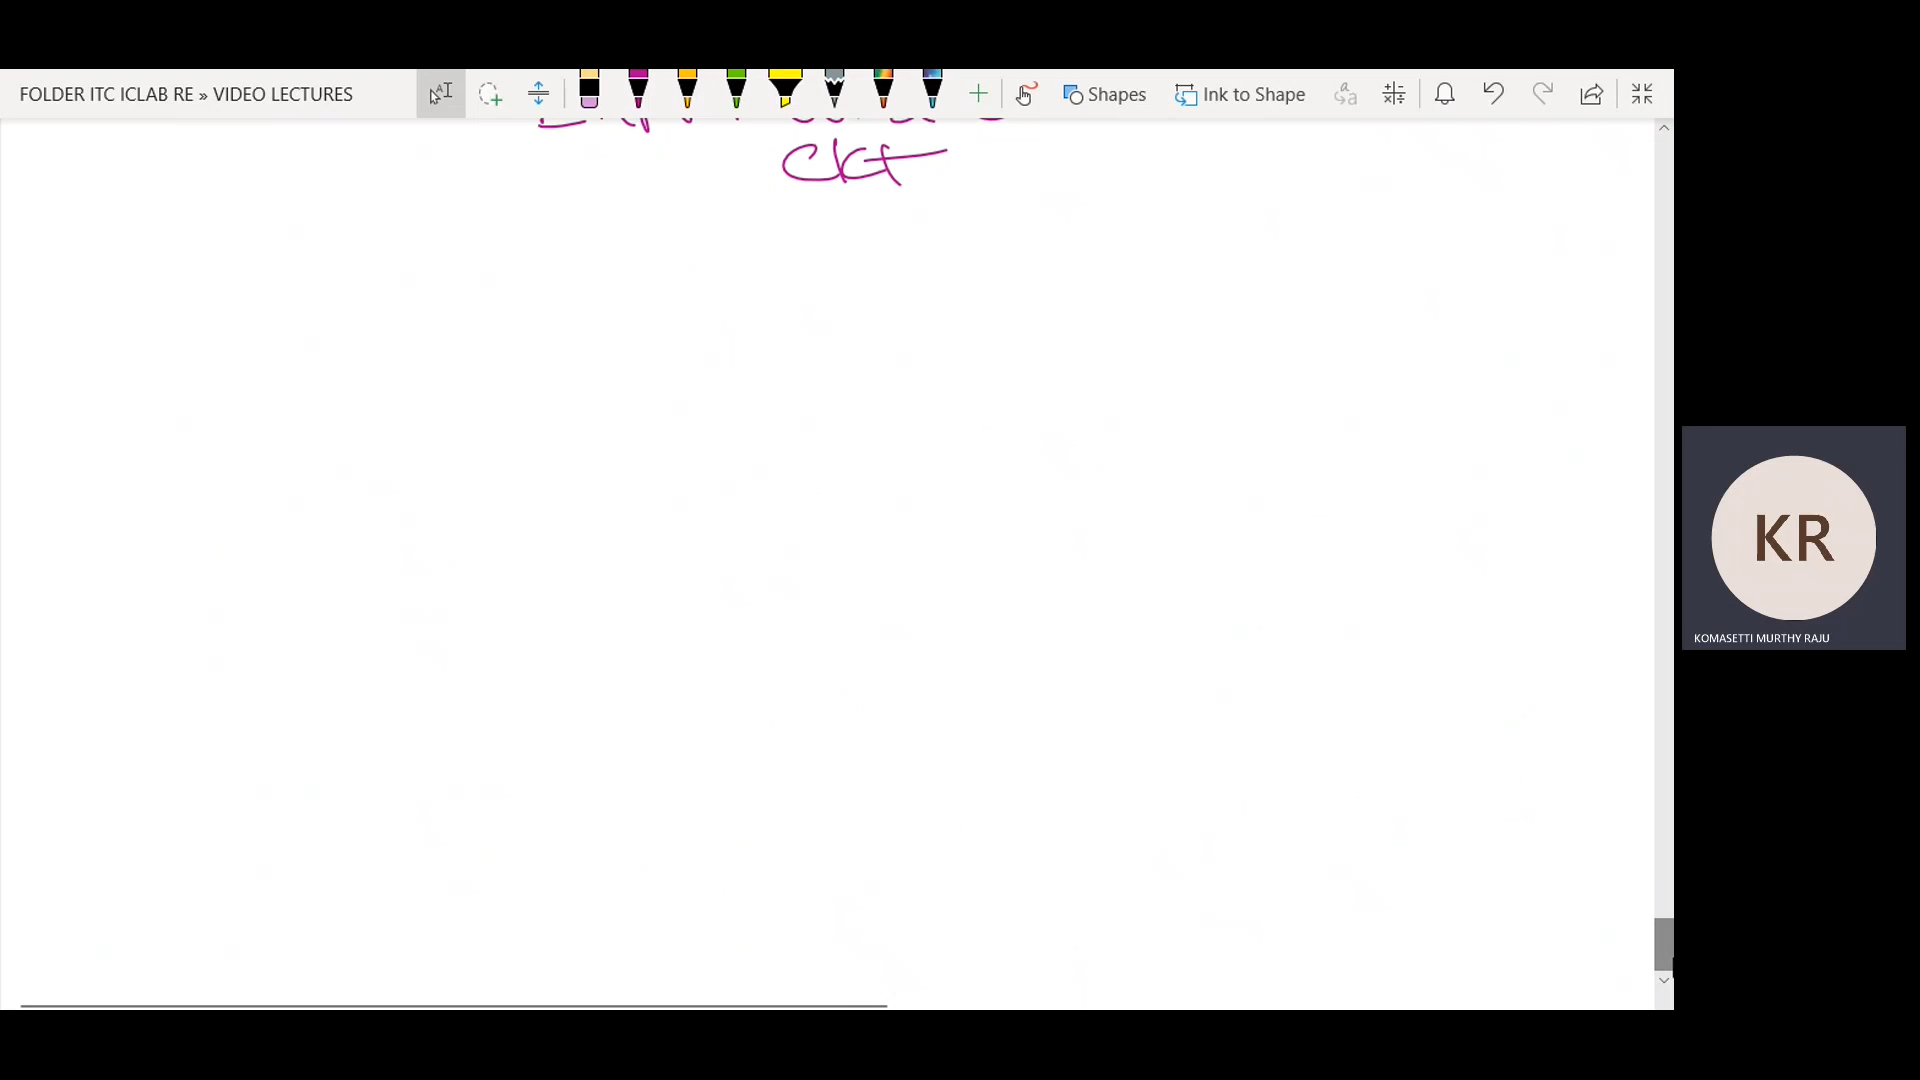 FOLDER ITC ICLAB RE » VIDEO LECTURES Shapes Ink to Shape
ckt
KR
KOMASETTI MURTHY RAJU